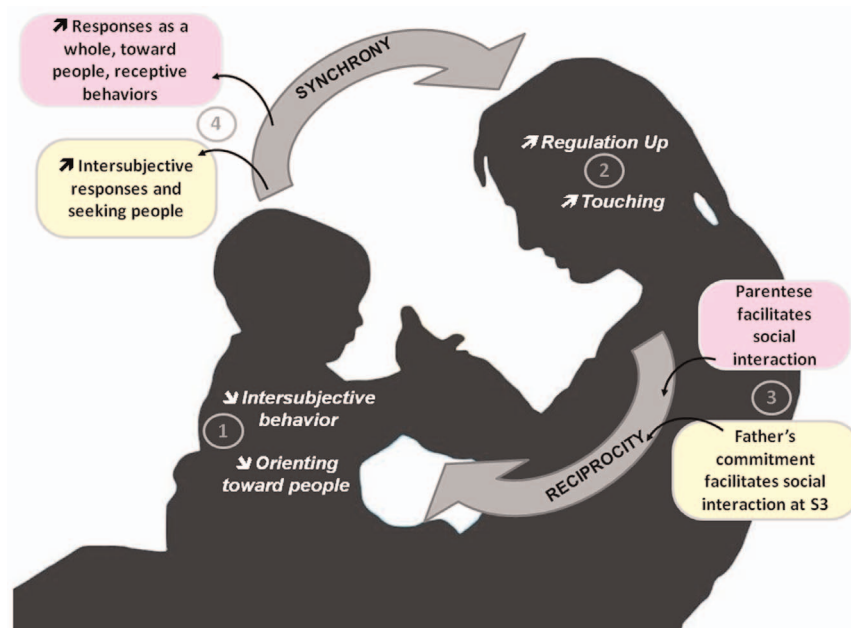 ↗ Responses as a
whole, toward
people, receptive
behaviors
4
↗ Intersubjective
responses and
seeking people
SYNCHRONY
↗ Regulation Up
2
↗ Touching
↘ Intersubjective
behavior
1
↘ Orienting
toward people
Parentese
facilitates
social
interaction
3
Father's
commitment
facilitates social
interaction at S3
RECIPROCITY